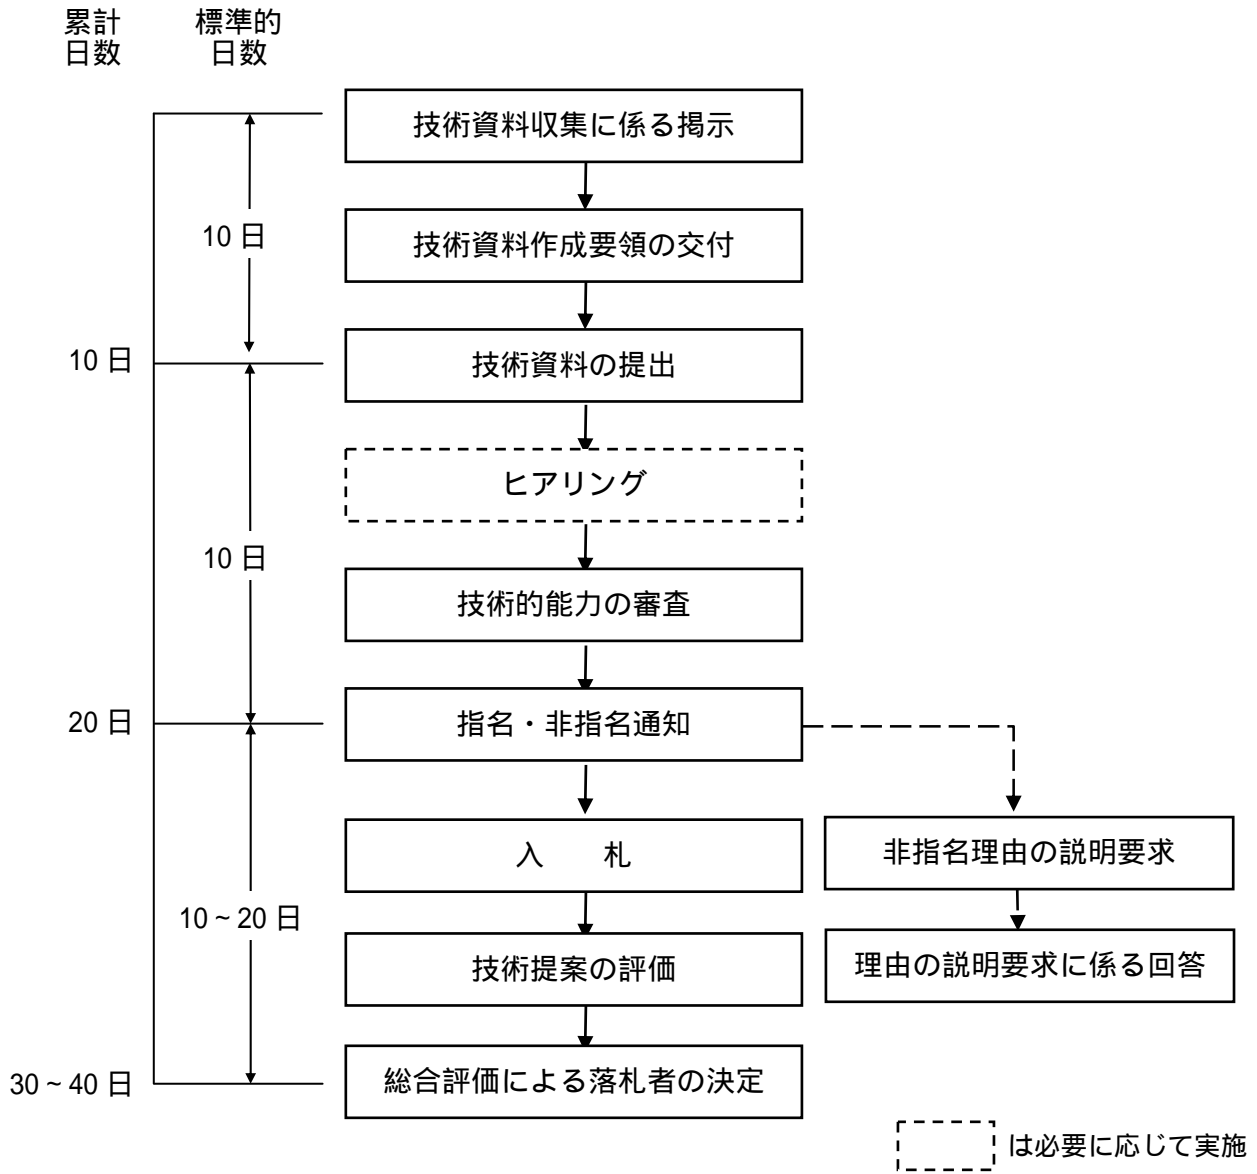 累計
日数
標準的
日数
技術資料収集に係る掲示
10 日
技術資料作成要領の交付
10 日
技術資料の提出
ヒアリング
10 日
技術的能力の審査
20 日
指名・非指名通知
入　　札
非指名理由の説明要求
10 ~ 20 日
技術提案の評価
理由の説明要求に係る回答
30 ~ 40 日
総合評価による落札者の決定
は必要に応じて実施